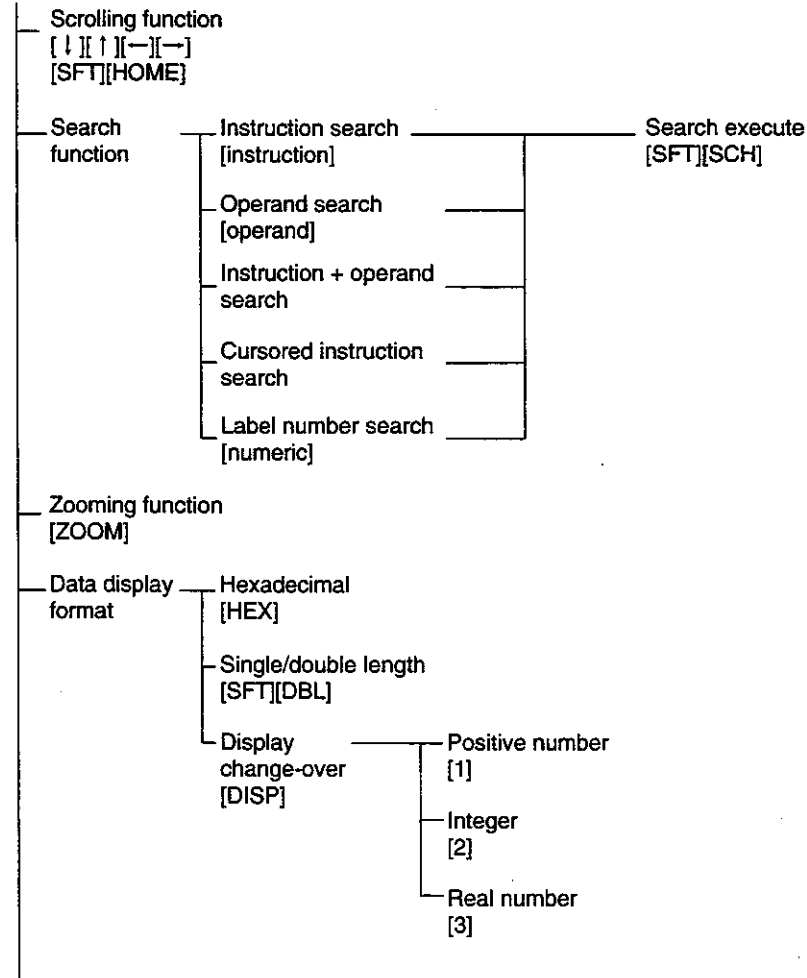 Scrolling function
[↓][↑][←][→]
[SFT][HOME]
Search
function
Instruction search
[instruction]
Search execute
[SFT][SCH]
Operand search
[operand]
Instruction + operand
search
Cursored instruction
search
Label number search
[numeric]
Zooming function
[ZOOM]
Data display
format
Hexadecimal
[HEX]
Single/double length
[SFT][DBL]
Display
change-over
[DISP]
Positive number
[1]
Integer
[2]
Real number
[3]